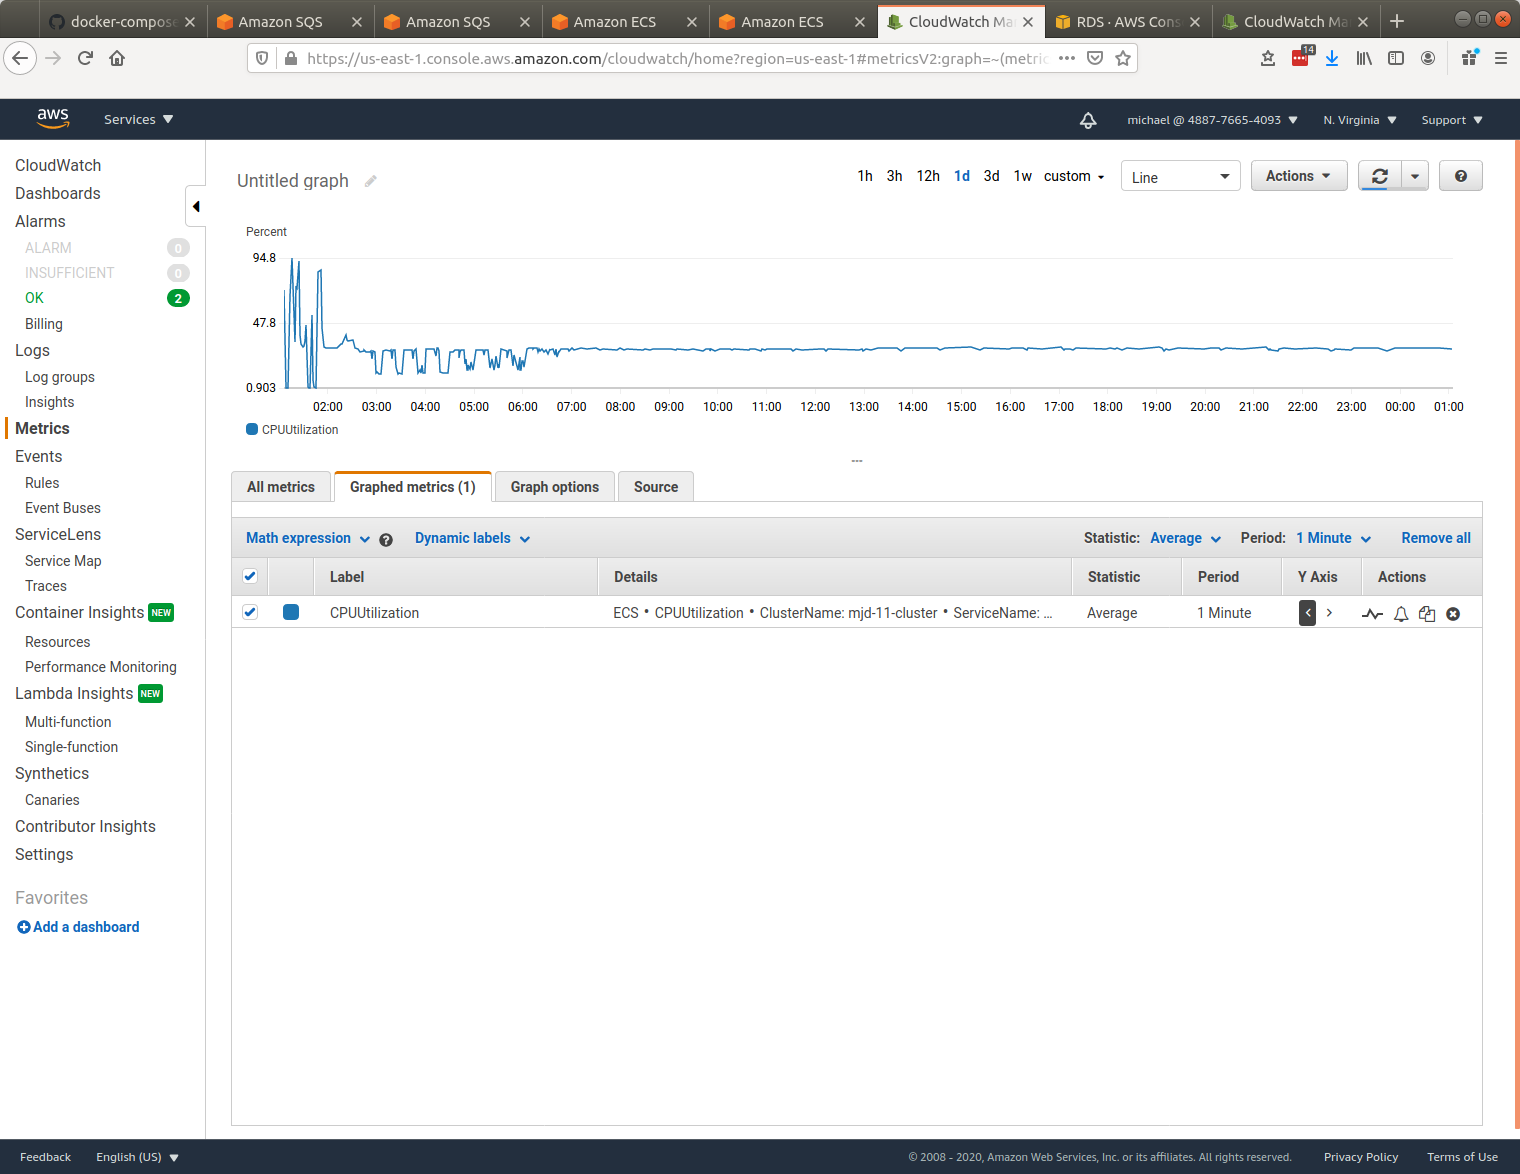 docker-compose
Amazon SQS
Amazon SQS
Amazon ECS
Amazon ECS
CloudWatch Ma
RDS · AWS Cons
CloudWatch Ma
https://us-east-1.console.aws.amazon.com/cloudwatch/home?region=us-east-1#metricsV2:graph=~(metric
14
aws
Services
michael @ 4887-7665-4093
N. Virginia
Support
CloudWatch
Dashboards
Alarms
ALARM 0
INSUFFICIENT 0
OK 2
Billing
Logs
Log groups
Insights
Metrics
Events
Rules
Event Buses
ServiceLens
Service Map
Traces
Container Insights NEW
Resources
Performance Monitoring
Lambda Insights NEW
Multi-function
Single-function
Synthetics
Canaries
Contributor Insights
Settings
Favorites
Add a dashboard
Untitled graph
1h 3h 12h 1d 3d 1w custom
Line
Actions
?
Percent
94.8
47.8
0.903
02:00 03:00 04:00 05:00 06:00 07:00 08:00 09:00 10:00 11:00 12:00 13:00 14:00 15:00 16:00 17:00 18:00 19:00 20:00 21:00 22:00 23:00 00:00 01:00
CPUUtilization
All metrics
Graphed metrics (1)
Graph options
Source
Math expression ?
Dynamic labels
Statistic: Average
Period: 1 Minute
Remove all
Label Details Statistic Period Y Axis Actions
CPUUtilization ECS • CPUUtilization • ClusterName: mjd-11-cluster • ServiceName: ... Average 1 Minute < >
Feedback
English (US)
© 2008 - 2020, Amazon Web Services, Inc. or its affiliates. All rights reserved.
Privacy Policy
Terms of Use